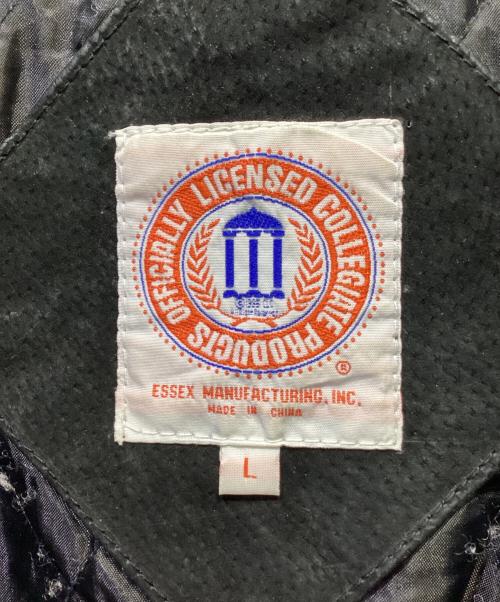 OFFICIALLY LICENSED COLLEGIATE PRODUCTS
®
ESSEX MANUFACTURING, INC.
MADE IN CHINA
L